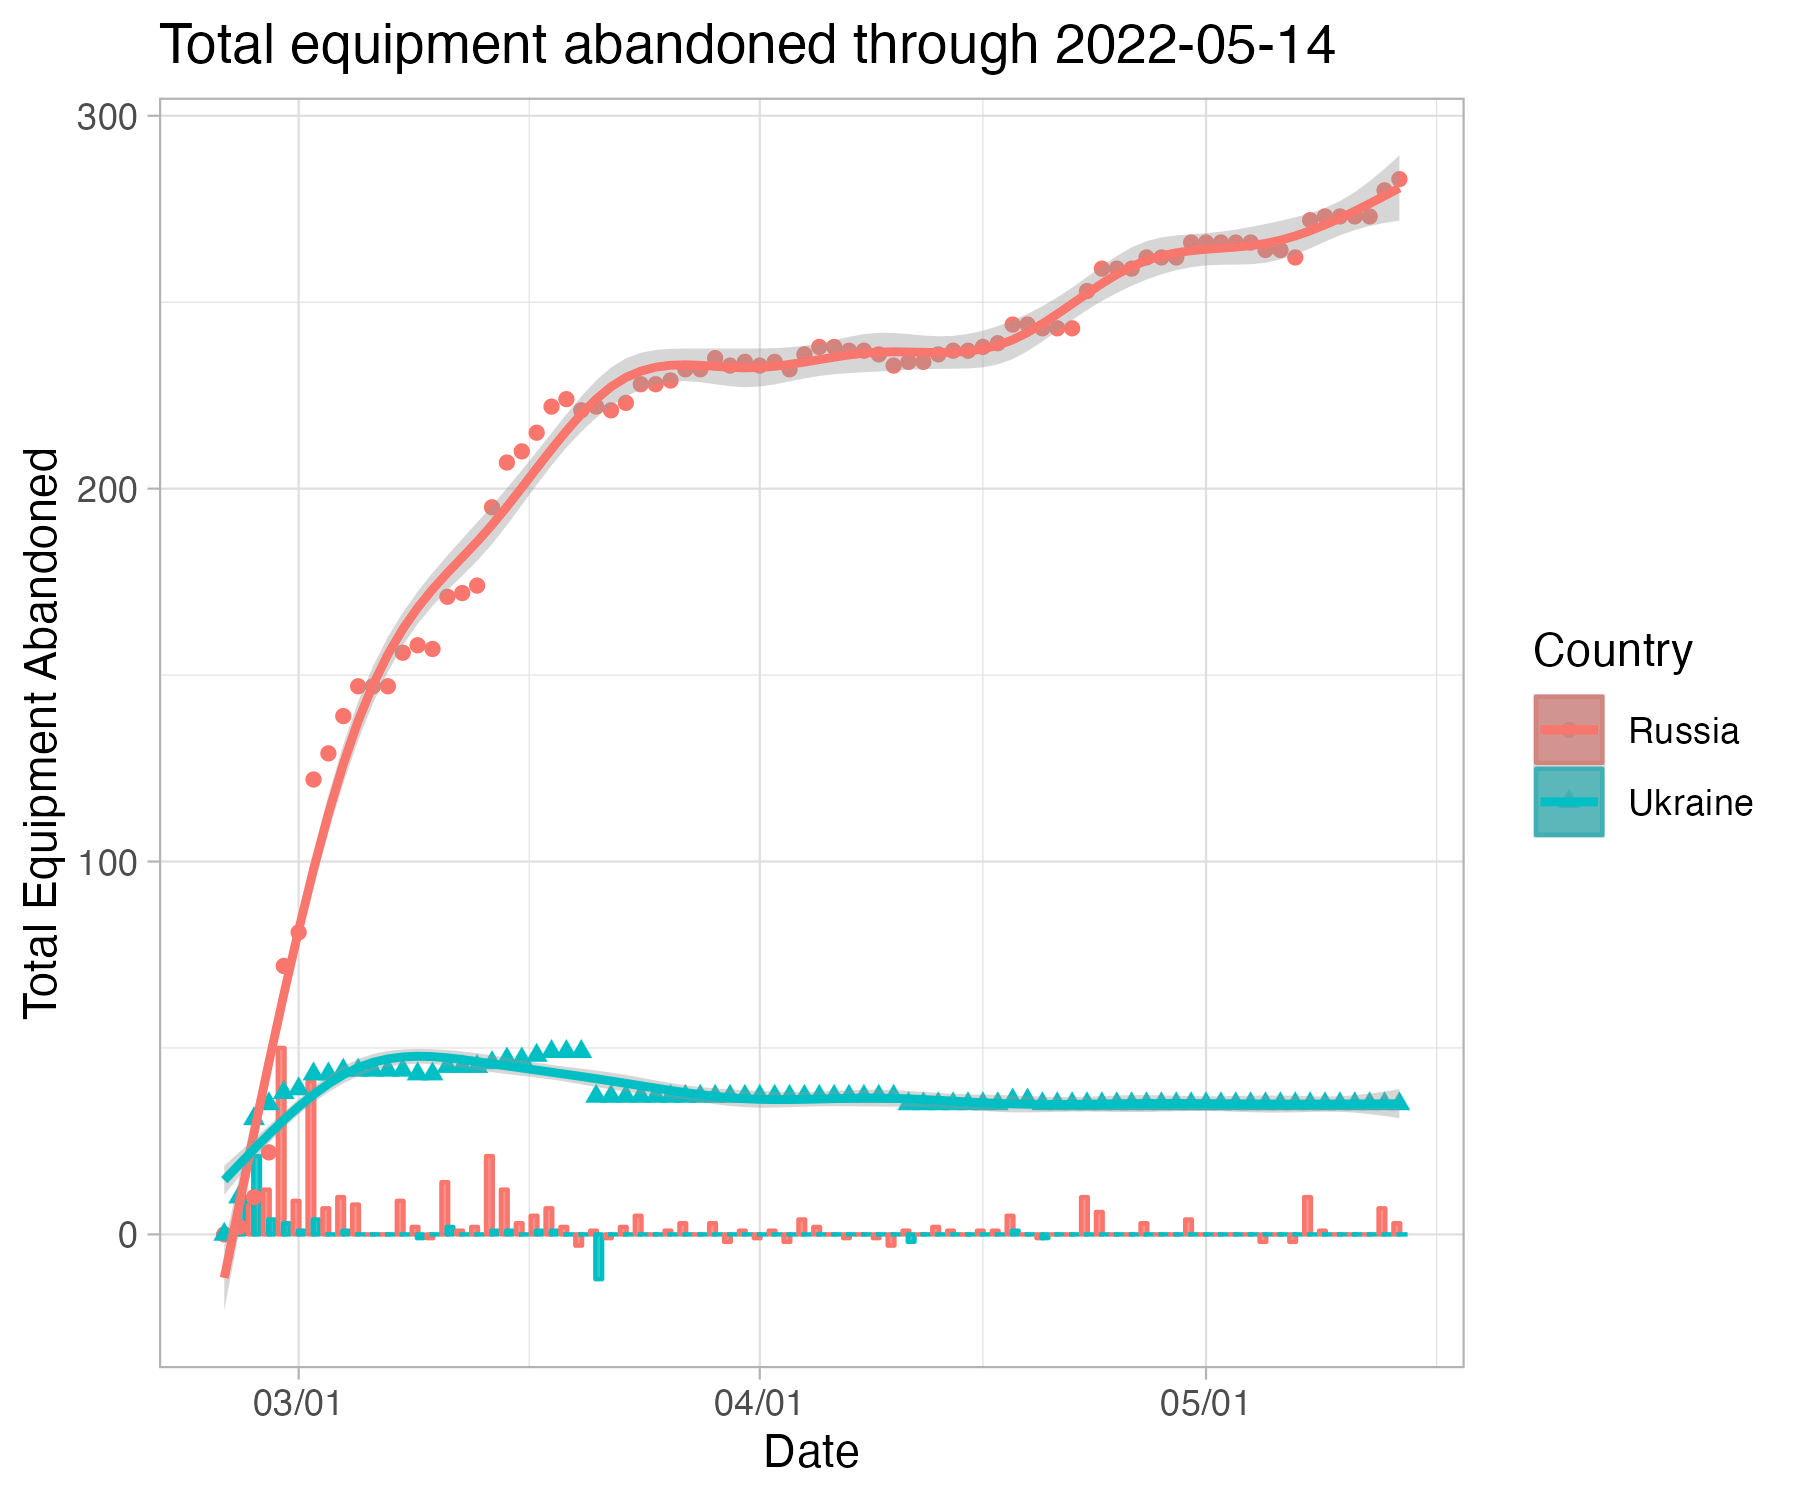 Total equipment abandoned through 2022-05-14
Total Equipment Abandoned
300
200
100
0
03/01
04/01
05/01
Date
Country
Russia
Ukraine